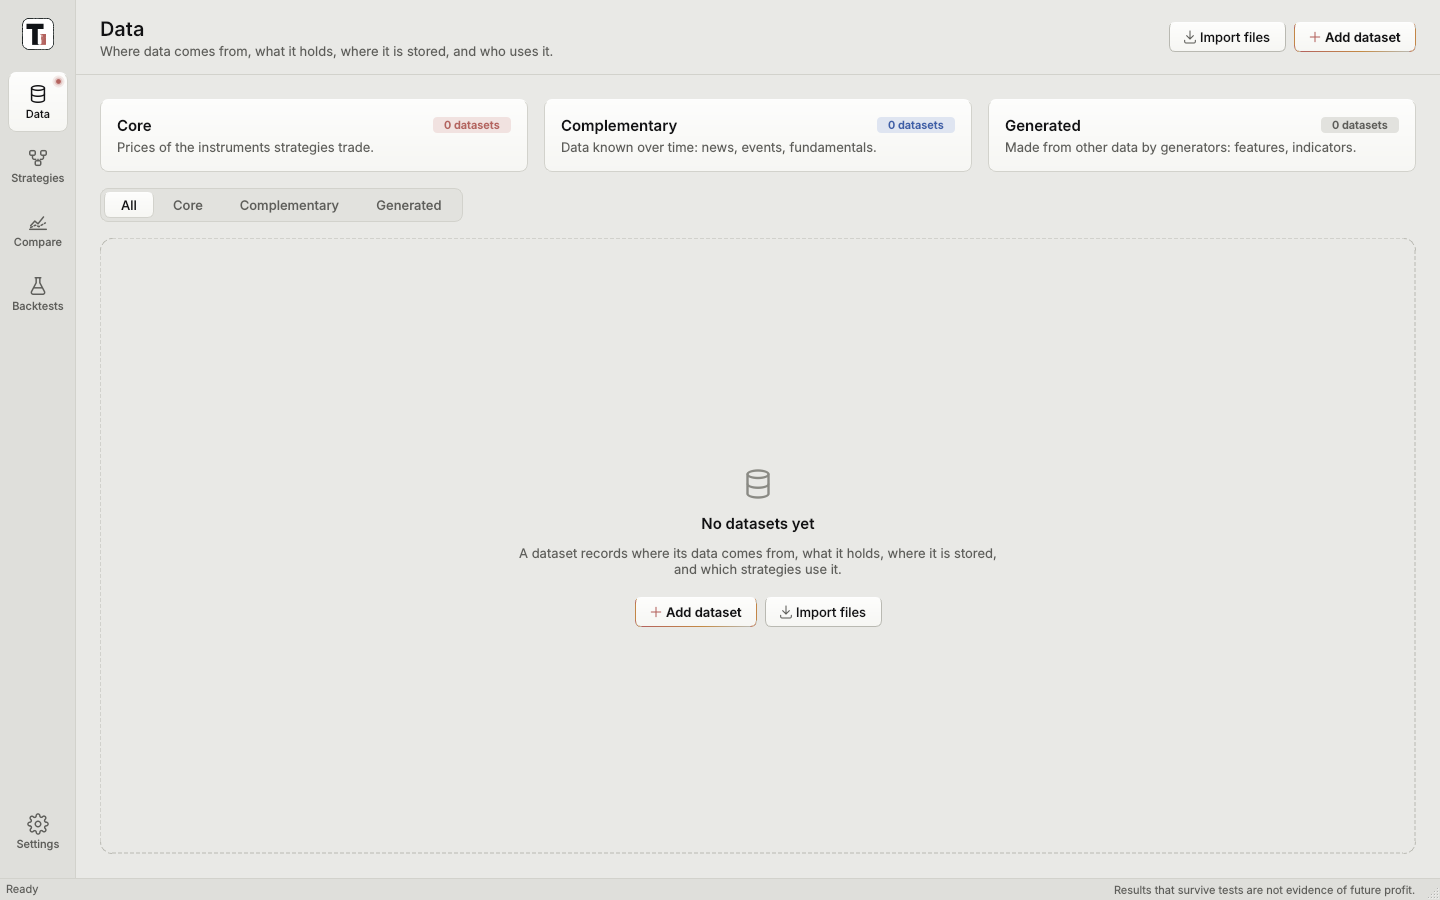 Ti
Data
Strategies
Compare
Backtests
Settings
Data
Where data comes from, what it holds, where it is stored, and who uses it.
Import files
Add dataset
Core
0 datasets
Prices of the instruments strategies trade.
Complementary
0 datasets
Data known over time: news, events, fundamentals.
Generated
0 datasets
Made from other data by generators: features, indicators.
All
Core
Complementary
Generated
No datasets yet
A dataset records where its data comes from, what it holds, where it is stored,
and which strategies use it.
Add dataset
Import files
Ready
Results that survive tests are not evidence of future profit.